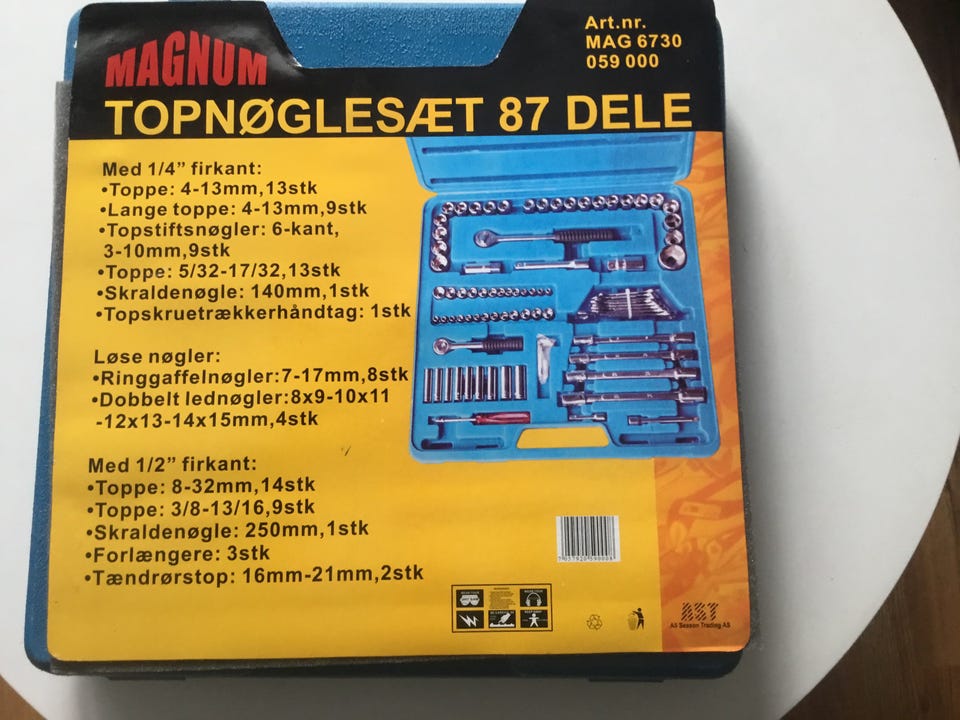 Art.nr.
MAG 6730
059 000
MAGNUM
TOPNØGLESÆT 87 DELE
Med 1/4" firkant:
•Toppe: 4-13mm,13stk
•Lange toppe: 4-13mm,9stk
•Topstiftsnøgler: 6-kant,
3-10mm,9stk
•Toppe: 5/32-17/32,13stk
•Skraldenøgle: 140mm,1stk
•Topskruetrækkerhåndtag: 1stk
Løse nøgler:
•Ringgaffelnøgler:7-17mm,8stk
•Dobbelt lednøgler:8x9-10x11
-12x13-14x15mm,4stk
Med 1/2" firkant:
•Toppe: 8-32mm,14stk
•Toppe: 3/8-13/16,9stk
•Skraldenøgle: 250mm,1stk
•Forlængere: 3stk
•Tændrørstop: 16mm-21mm,2stk
AST
AS Season Trading AS